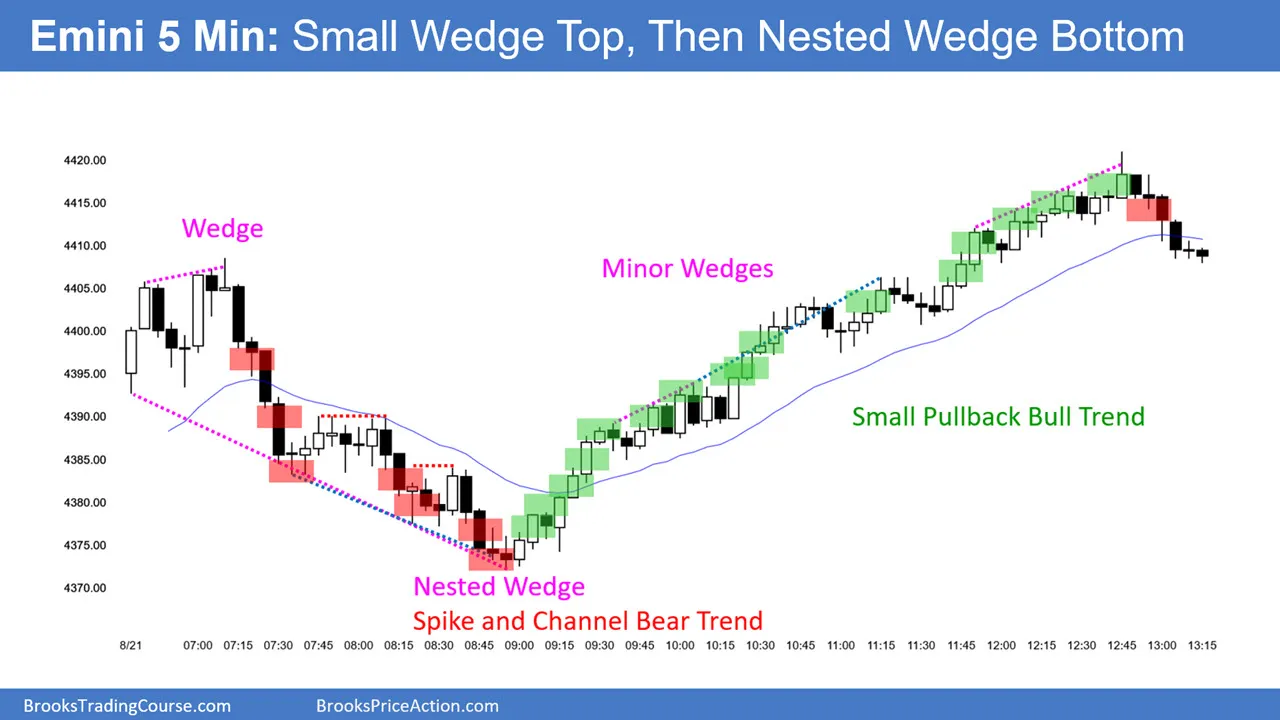 Emini 5 Min: Small Wedge Top, Then Nested Wedge Bottom
4420.00
4415.00
4410.00
4405.00
4400.00
4395.00
4390.00
4385.00
4380.00
4375.00
4370.00
Wedge
Minor Wedges
Small Pullback Bull Trend
Nested Wedge
Spike and Channel Bear Trend
8/21 07:00 07:15 07:30 07:45 08:00 08:15 08:30 08:45 09:00 09:15 09:30 09:45 10:00 10:15 10:30 10:45 11:00 11:15 11:30 11:45 12:00 12:15 12:30 12:45 13:00 13:15
BrooksTradingCourse.com BrooksPriceAction.com